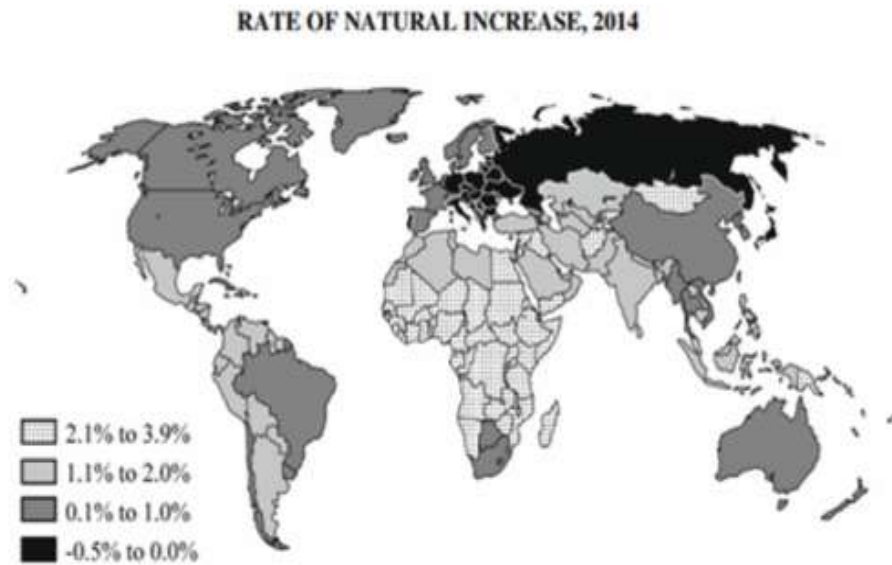 RATE OF NATURAL INCREASE, 2014
2.1% to 3.9%
1.1% to 2.0%
0.1% to 1.0%
-0.5% to 0.0%